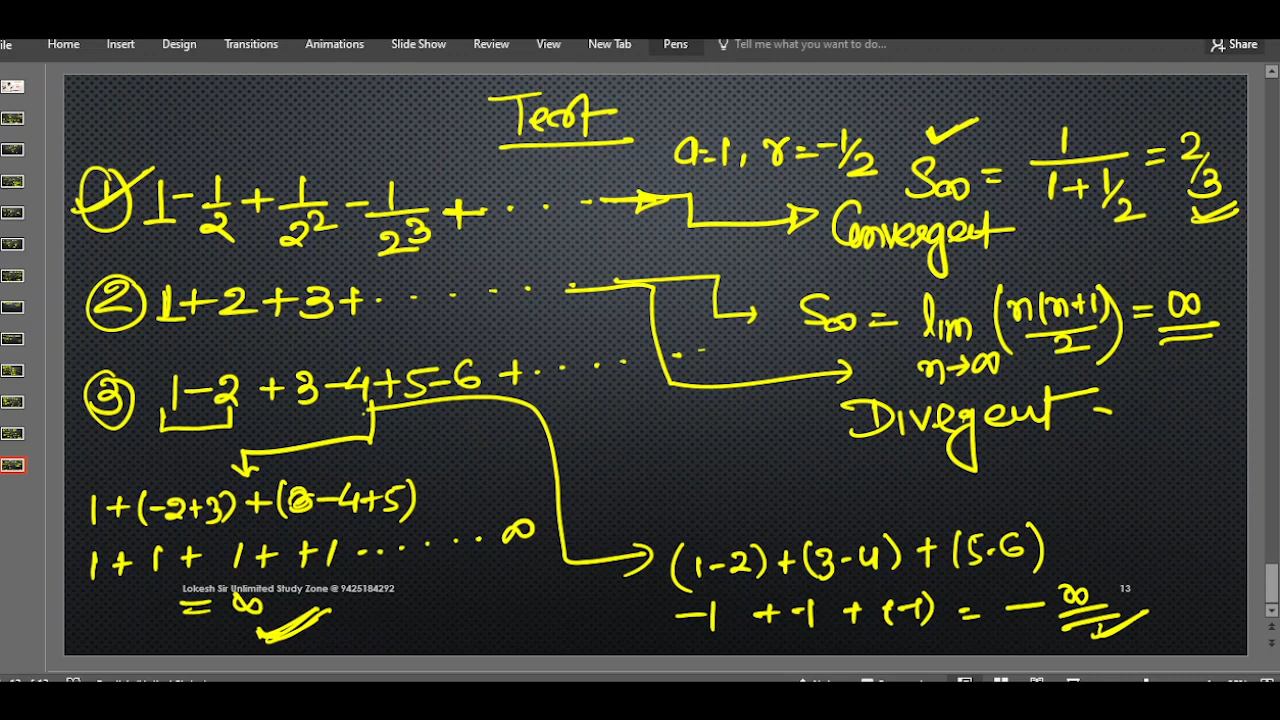 File Home Insert Design Transitions Animations Slide Show Review View New Tab Pens Tell me what you want to do... Share
Test
a=1, r=-1/2 S∞ = 1/(1+1/2) = 2/3
① 1 - 1/2 + 1/2² - 1/2³ + ......
Convergent
② 1+2+3+.......
S∞ = lim n→∞ (n(n+1)/2) = ∞
③ 1-2+3-4+5-6+.......
Divegent -
1+(-2+3)+(-4+5)
1+1+1++1....... ∞
= ∞
(1-2)+(3-4)+(5-6)
-1 + -1 + (-1) = -∞
Lokesh Sir Unlimited Study Zone @ 9425184292
13